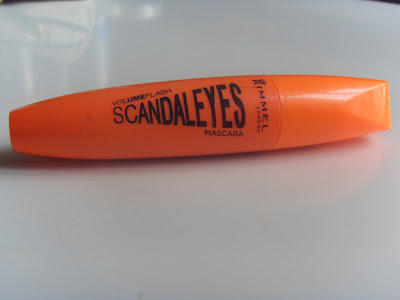 VOLUMEFLASH
SCANDALEYES
MASCARA
RIMMEL
LONDON